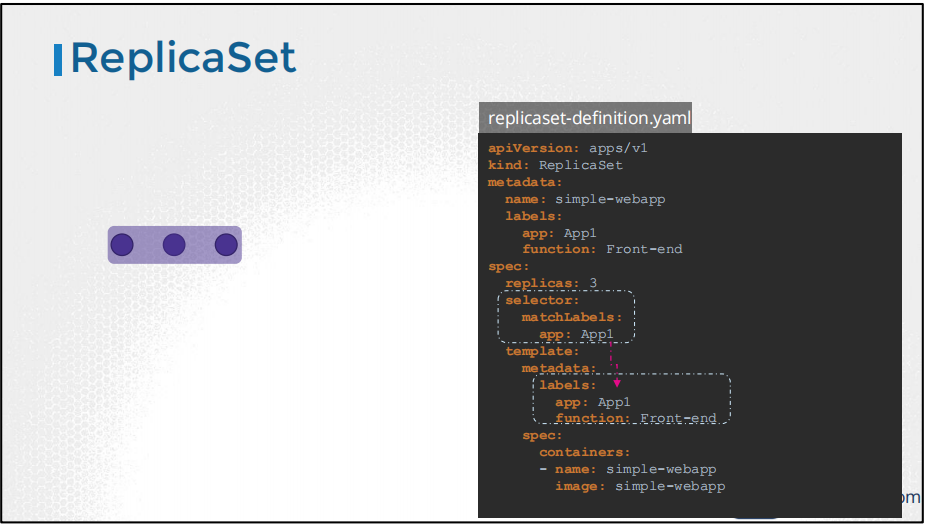 ReplicaSet
replicaset-definition.yaml
apiVersion: apps/v1
kind: ReplicaSet
metadata:
  name: simple-webapp
  labels:
    app: App1
    function: Front-end
spec:
  replicas: 3
  selector:
    matchLabels:
      app: App1
  template:
    metadata:
      labels:
        app: App1
        function: Front-end
    spec:
      containers:
      - name: simple-webapp
        image: simple-webapp